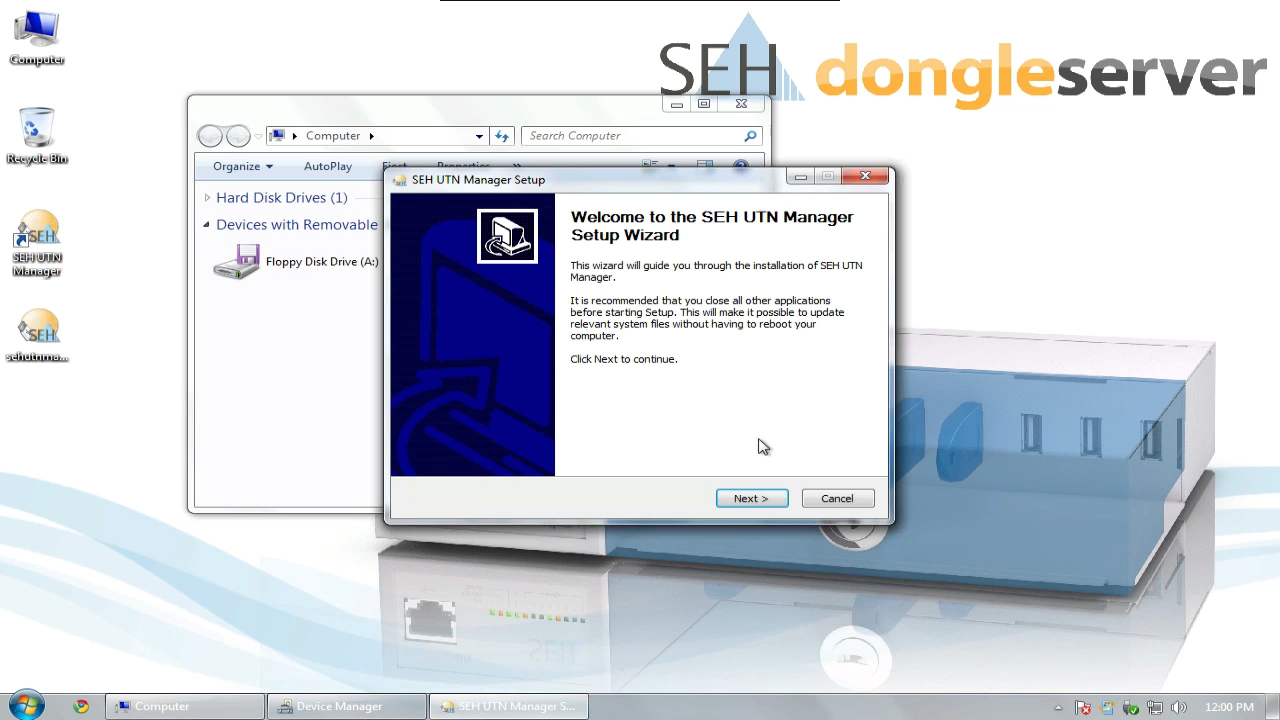 Computer
Recycle Bin
SEH
SEH UTN
Manager
SEH
sehutnma...
SEH dongleserver
Computer
Search Computer
Organize
AutoPlay
Eject
Properties
»
Hard Disk Drives (1)
Devices with Removable
Floppy Disk Drive (A:)
SEH UTN Manager Setup
Welcome to the SEH UTN Manager
Setup Wizard
This wizard will guide you through the installation of SEH UTN
Manager.
It is recommended that you close all other applications
before starting Setup. This will make it possible to update
relevant system files without having to reboot your
computer.
Click Next to continue.
Next >
Cancel
Computer
Device Manager
SEH UTN Manager S...
12:00 PM